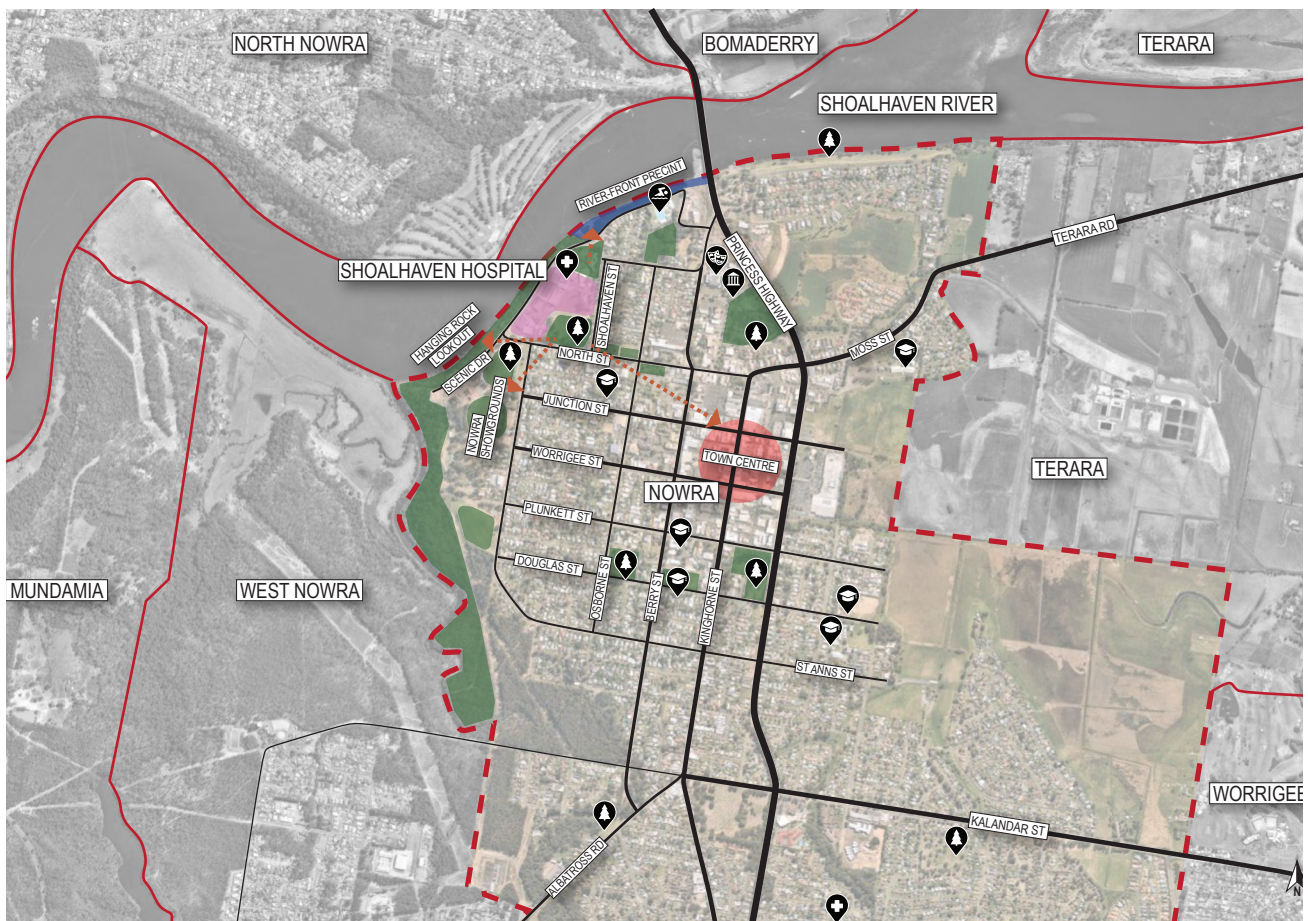 NORTH NOWRA
BOMADERRY
TERARA
SHOALHAVEN RIVER
RIVER-FRONT PRECINT
SHOALHAVEN HOSPITAL
SHOALHAVEN ST
PRINCESS HIGHWAY
TERARA RD
HANGING ROCK
LOOKOUT
SCENIC DR
NORTH ST
MOSS ST
NOWRA
SHOWGROUNDS
JUNCTION ST
WORRIGEE ST
TOWN CENTRE
TERARA
NOWRA
PLUNKETT ST
DOUGLAS ST
OSBORNE ST
BERRY ST
KINGHORNE ST
MUNDAMIA
WEST NOWRA
ST ANNS ST
WORRIGEE
KALANDAR ST
ALBATROSS RD
N